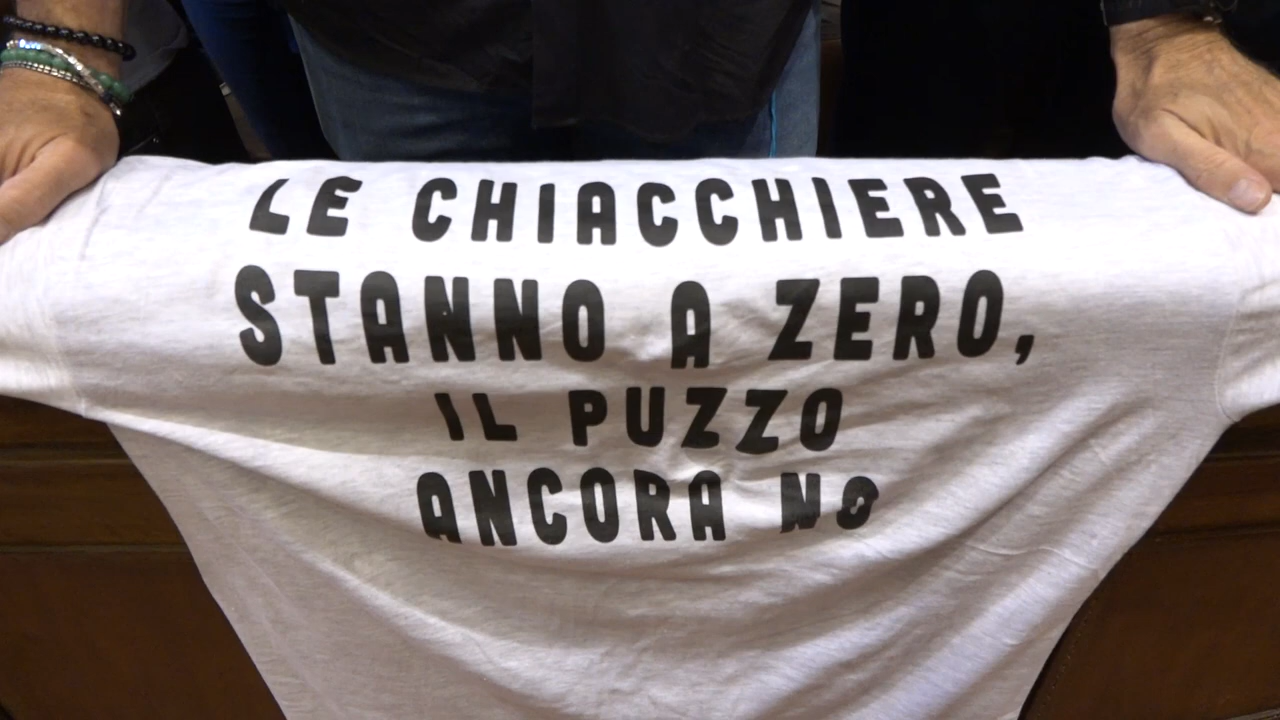 LE CHIACCHIERE
STANNO A ZERO,
IL PUZZO
ANCORA NO